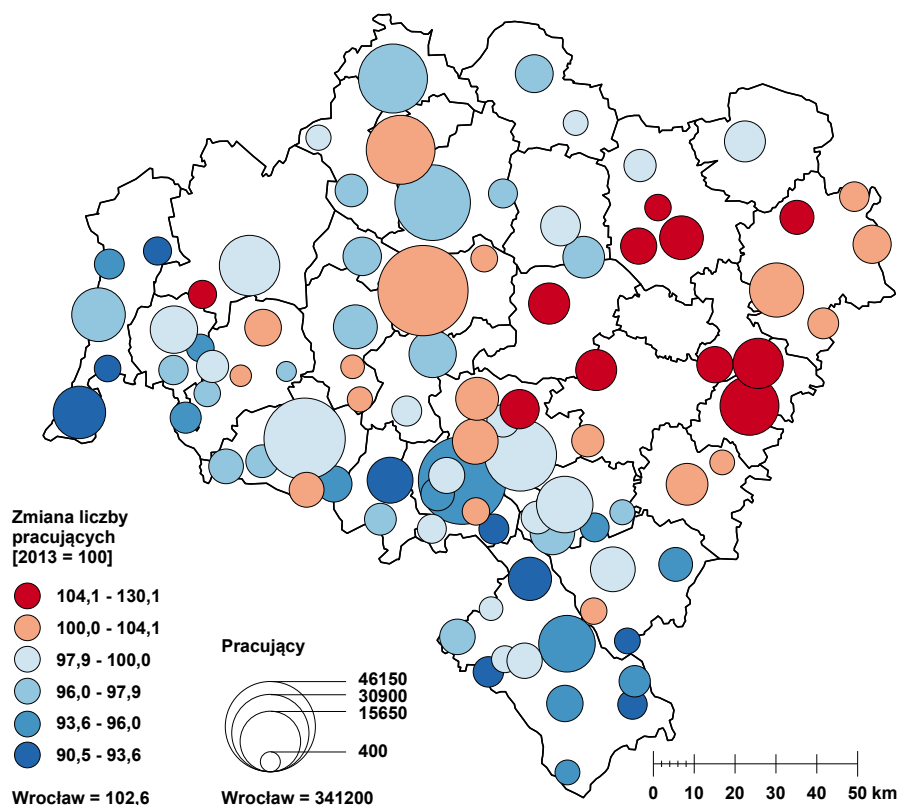 Zmiana liczby
pracujących
[2013 = 100]
104,1 - 130,1
100,0 - 104,1
97,9 - 100,0
96,0 - 97,9
93,6 - 96,0
90,5 - 93,6
Wrocław = 102,6
Pracujący
46150
30900
15650
400
Wrocław = 341200
0 10 20 30 40 50 km